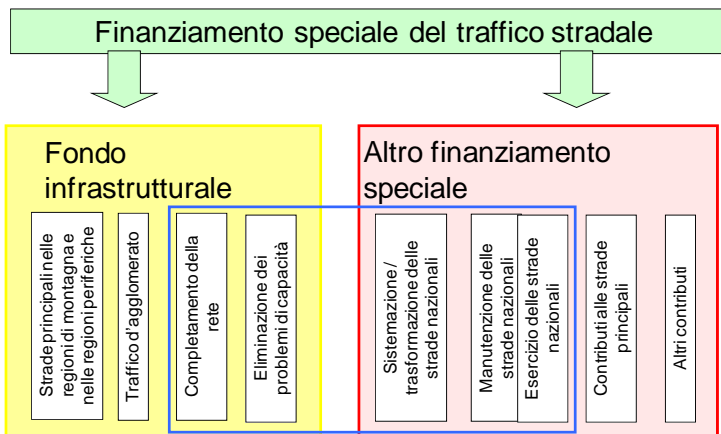 Finanziamento speciale del traffico stradale
Fondo
infrastrutturale
Strade principali nelle
regioni di montagna e
nelle regioni periferiche
Traffico d'agglomerato
Completamento della
rete
Eliminazione dei
problemi di capacità
Altro finanziamento
speciale
Sistemazione /
trasformazione delle
strade nazionali
Manutenzione delle
strade nazionali
Esercizio delle strade
nazionali
Contributi alle strade
principali
Altri contributi